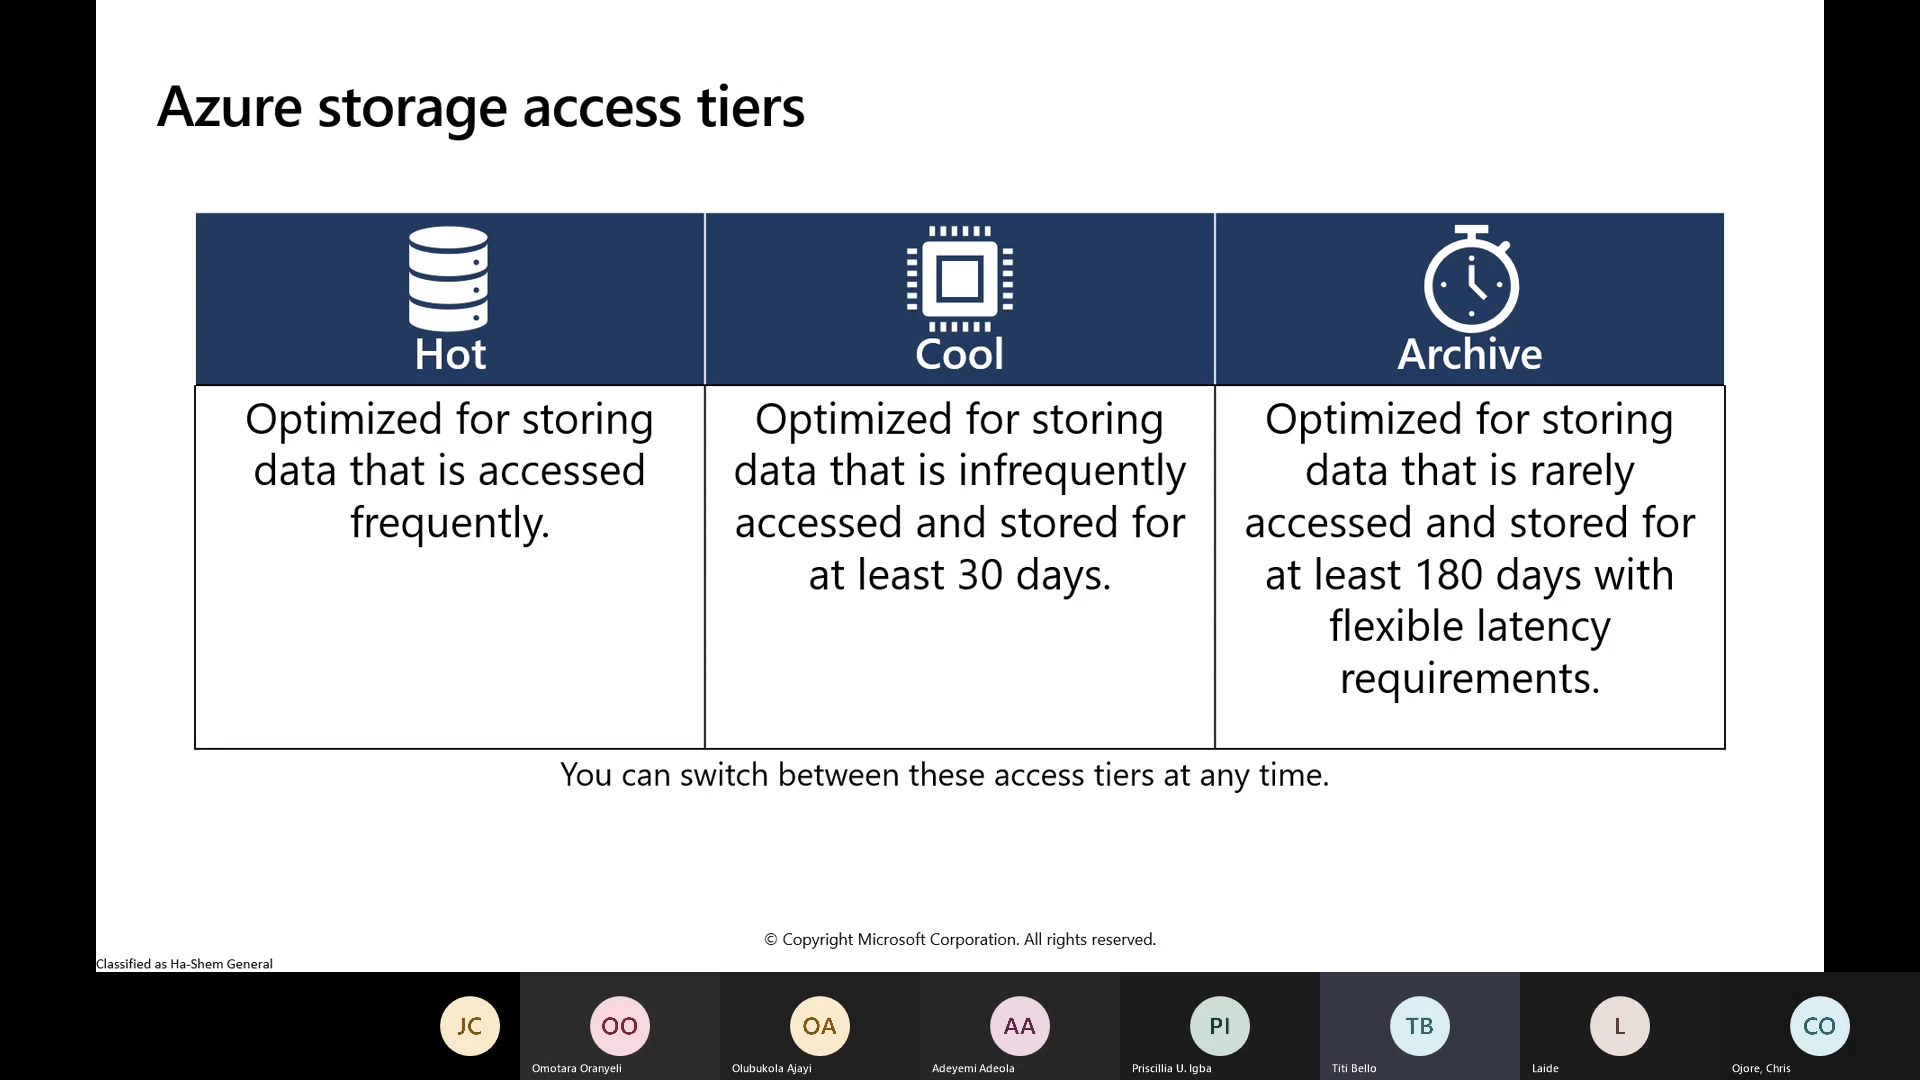 Azure storage access tiers
Hot
Cool
Archive
Optimized for storing
data that is accessed
frequently.
Optimized for storing
data that is infrequently
accessed and stored for
at least 30 days.
Optimized for storing
data that is rarely
accessed and stored for
at least 180 days with
flexible latency
requirements.
You can switch between these access tiers at any time.
© Copyright Microsoft Corporation. All rights reserved.
Classified as Ha-Shem General
JC
OO
OA
AA
PI
TB
L
CO
Omotara Oranyeli
Olubukola Ajayi
Adeyemi Adeola
Priscillia U. Igba
Titi Bello
Laide
Ojore, Chris